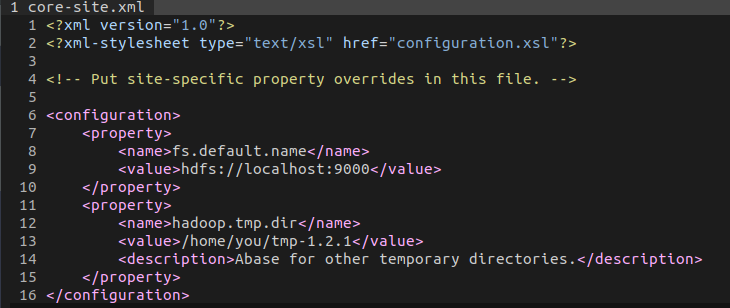 1 core-site.xml
1 <?xml version="1.0"?>
2 <?xml-stylesheet type="text/xsl" href="configuration.xsl"?>
3
4 <!-- Put site-specific property overrides in this file. -->
5
6 <configuration>
7     <property>
8         <name>fs.default.name</name>
9         <value>hdfs://localhost:9000</value>
10     </property>
11     <property>
12         <name>hadoop.tmp.dir</name>
13         <value>/home/you/tmp-1.2.1</value>
14         <description>Abase for other temporary directories.</description>
15     </property>
16 </configuration>